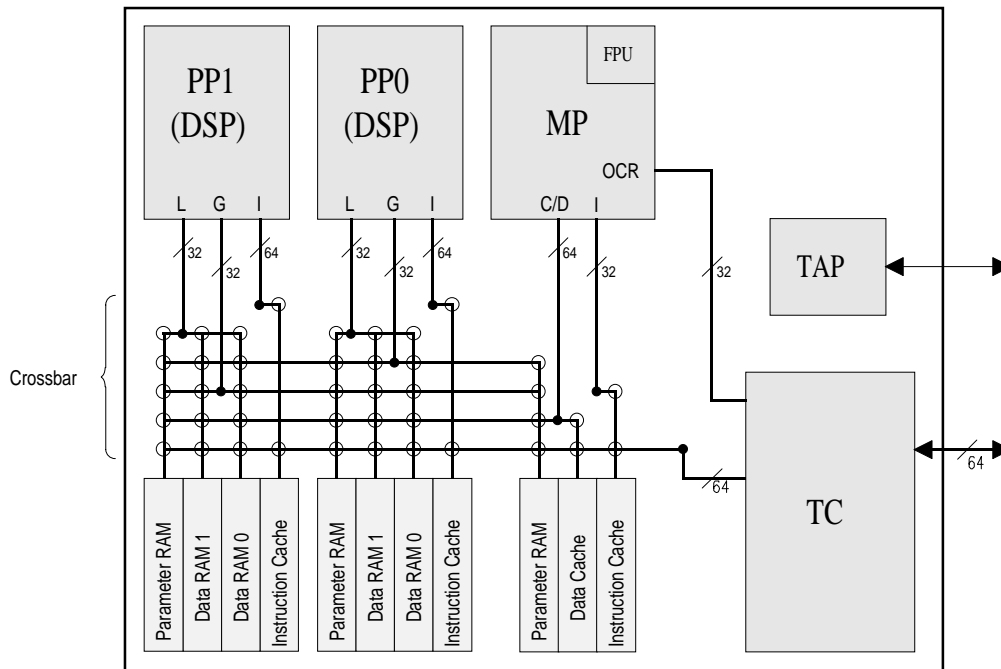 PP1
(DSP)
L G I
PP0
(DSP)
L G I
FPU
MP
OCR
C/D I
32
32
64
32
32
64
64
32
32
TAP
Crossbar
64
64
TC
Parameter RAM
Data RAM 1
Data RAM 0
Instruction Cache
Parameter RAM
Data RAM 1
Data RAM 0
Instruction Cache
Parameter RAM
Data Cache
Instruction Cache